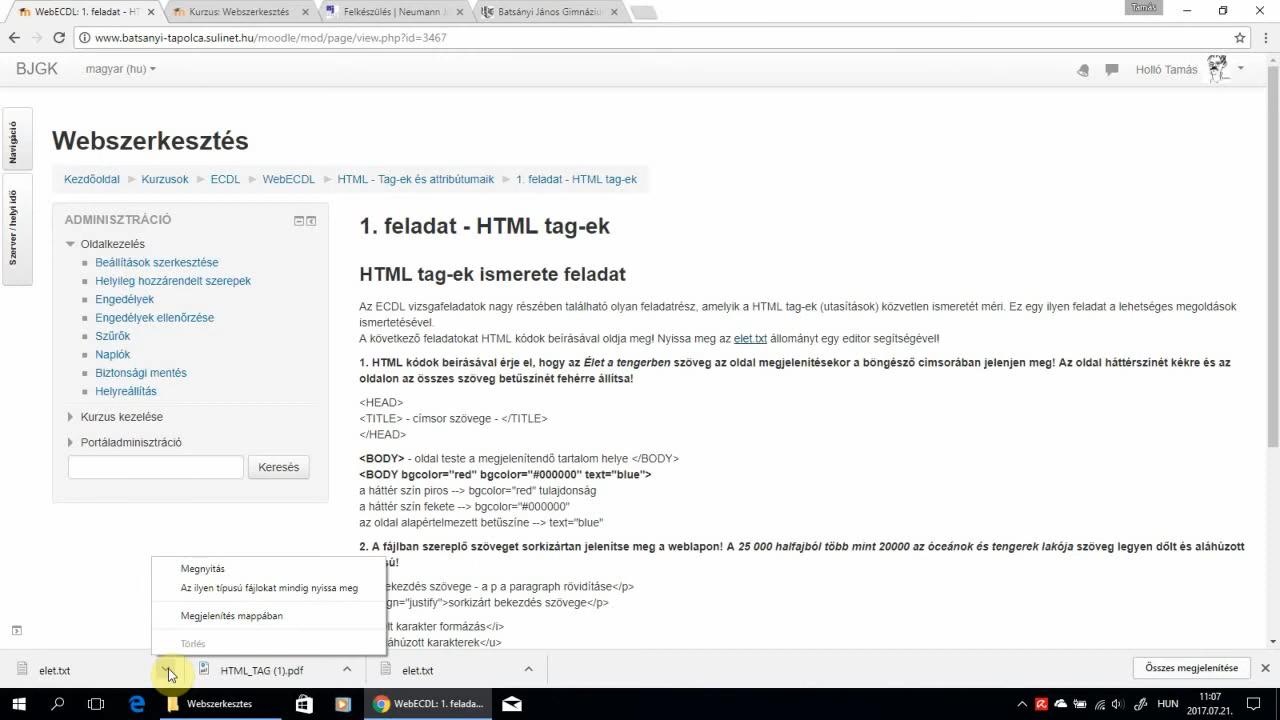 WebECDL: 1. feladat - HT
Kurzus: Webszerkesztés
Felkészülés | Neumann J
Batsányi János Gimnáziu
Tamás
www.batsanyi-tapolca.sulinet.hu/moodle/mod/page/view.php?id=3467
BJGK
magyar (hu)
Holló Tamás
Navigáció
Szerver / helyi idő
Webszerkesztés
Kezdőoldal
Kurzusok
ECDL
WebECDL
HTML - Tag-ek és attribútumaik
1. feladat - HTML tag-ek
ADMINISZTRÁCIÓ
Oldalkezelés
Beállítások szerkesztése
Helyileg hozzárendelt szerepek
Engedélyek
Engedélyek ellenőrzése
Szűrők
Naplók
Biztonsági mentés
Helyreállítás
Kurzus kezelése
Portáladminisztráció
Keresés
1. feladat - HTML tag-ek
HTML tag-ek ismerete feladat
Az ECDL vizsgafeladatok nagy részében található olyan feladatrész, amelyik a HTML tag-ek (utasítások) közvetlen ismeretét méri. Ez egy ilyen feladat a lehetséges megoldások
ismertetésével.
A következő feladatokat HTML kódok beírásával oldja meg! Nyissa meg az elet.txt állományt egy editor segítségével!
1. HTML kódok beírásával érje el, hogy az Élet a tengerben szöveg az oldal megjelenítésekor a böngésző címsorában jelenjen meg! Az oldal háttérszínét kékre és az
oldalon az összes szöveg betűszínét fehérre állítsa!
<HEAD>
<TITLE> - címsor szövege - </TITLE>
</HEAD>
<BODY> - oldal teste a megjelenítendő tartalom helye </BODY>
<BODY bgcolor="red" bgcolor="#000000" text="blue">
a háttér szín piros --> bgcolor="red" tulajdonság
a háttér szín fekete --> bgcolor="#000000"
az oldal alapértelmezett betűszíne --> text="blue"
2. A fájlban szereplő szöveget sorkizártan jelenítse meg a weblapon! A 25 000 halfajból több mint 20000 az óceánok és tengerek lakója szöveg legyen dőlt és aláhúzott
sú!
ekezdés szövege - a p a paragraph rövidításe</p>
gn="justify">sorkizárt bekezdés szövege</p>
lt karakter formázás</i>
áhúzott karakterek</u>
Megnyitás
Az ilyen típusú fájlokat mindig nyissa meg
Megjelenítés mappában
Törlés
elet.txt
HTML_TAG (1).pdf
elet.txt
Összes megjelenítése
Webszerkesztes
WebECDL: 1. felada...
HUN
11:07
2017.07.21.